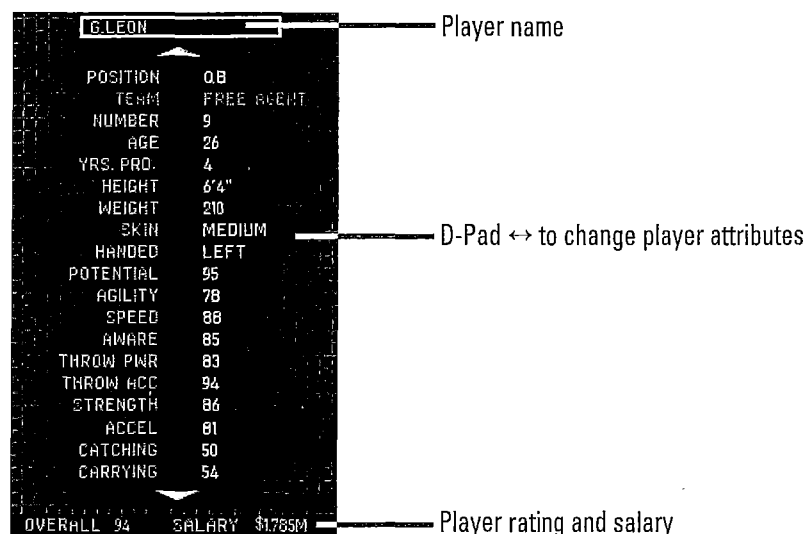 G.LEON Player name
POSITION QB
TEAM FREE AGENT
NUMBER 9
AGE 26
YRS. PRO. 4
HEIGHT 6'4"
WEIGHT 210
SKIN MEDIUM
D-Pad ↔ to change player attributes
HANDED LEFT
POTENTIAL 95
AGILITY 78
SPEED 88
AWARE 85
THROW PWR 83
THROW ACC 94
STRENGTH 86
ACCEL 81
CATCHING 50
CARRYING 54
OVERALL 94 SALARY $1.785M Player rating and salary